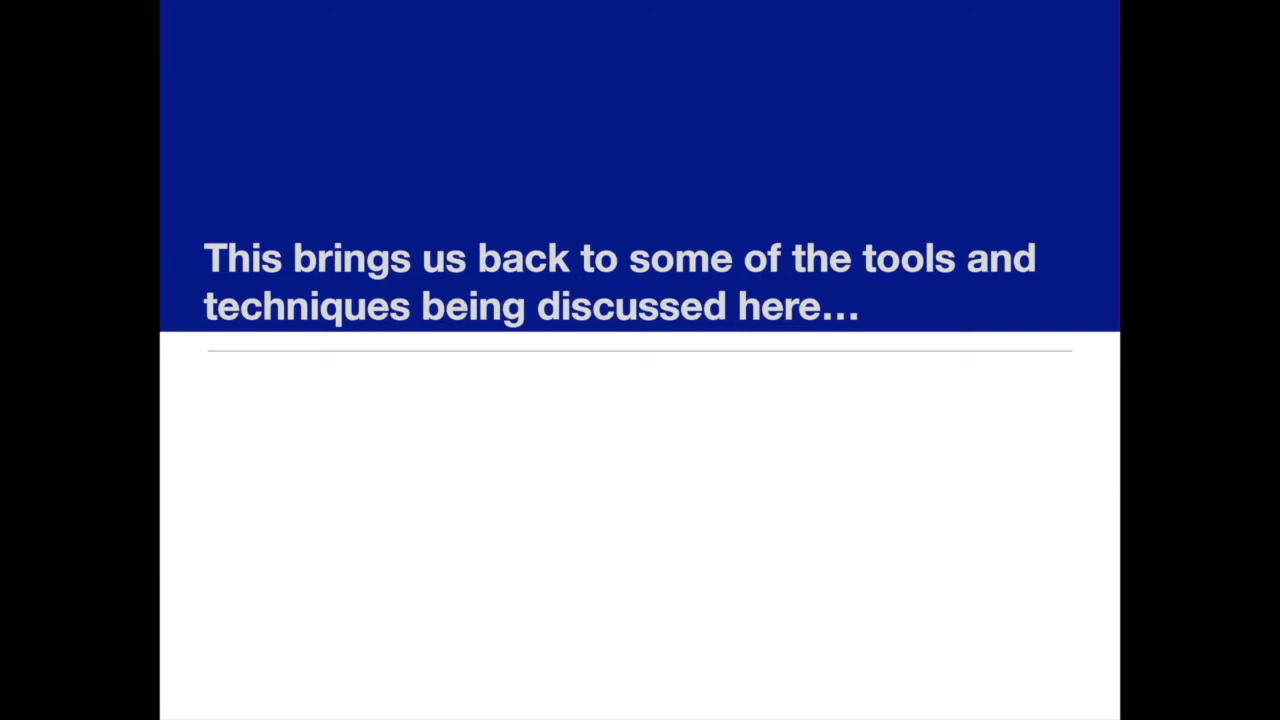 This brings us back to some of the tools and
techniques being discussed here…